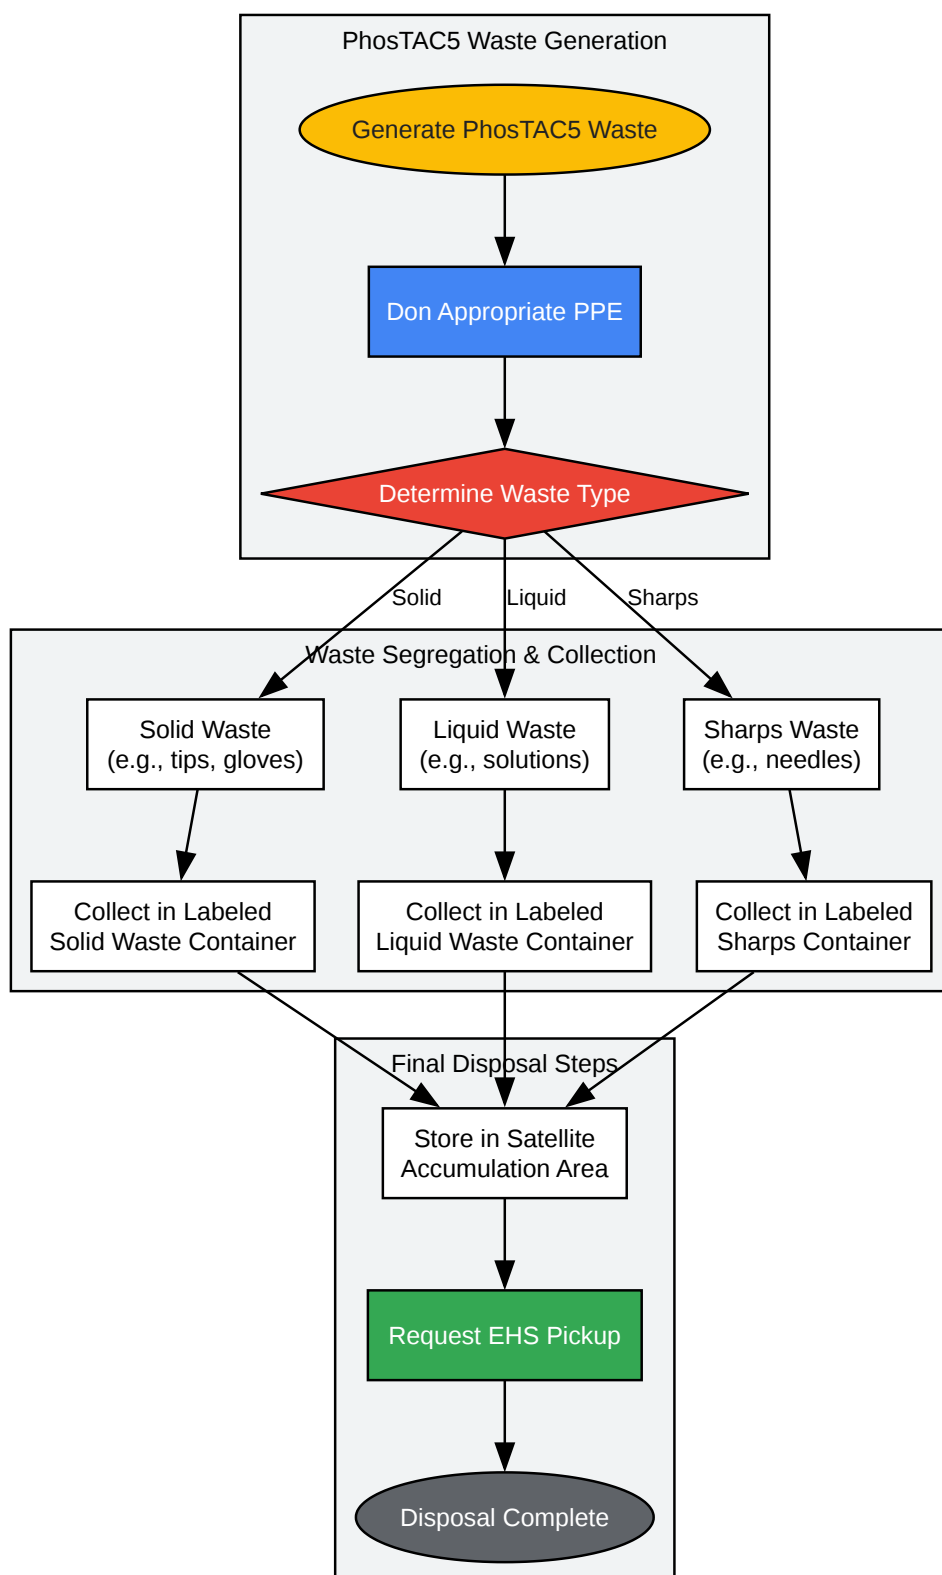 PhosTAC5 Waste Generation
Generate PhosTAC5 Waste
Don Appropriate PPE
Determine Waste Type
Solid
Liquid
Sharps
Waste Segregation & Collection
Solid Waste
(e.g., tips, gloves)
Liquid Waste
(e.g., solutions)
Sharps Waste
(e.g., needles)
Collect in Labeled
Solid Waste Container
Collect in Labeled
Liquid Waste Container
Collect in Labeled
Sharps Container
Final Disposal Steps
Store in Satellite
Accumulation Area
Request EHS Pickup
Disposal Complete